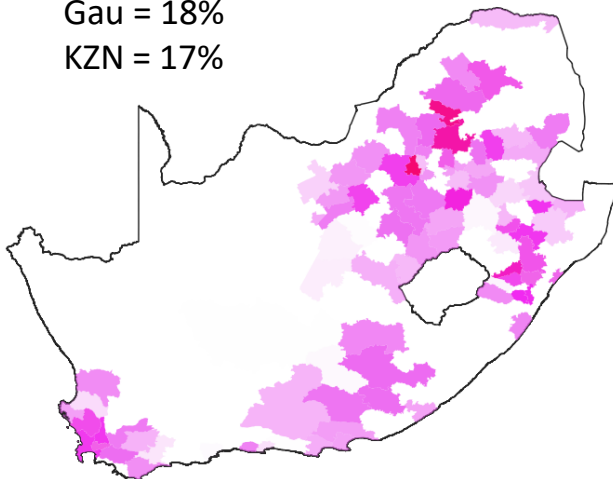 Gau = 18%
KZN = 17%